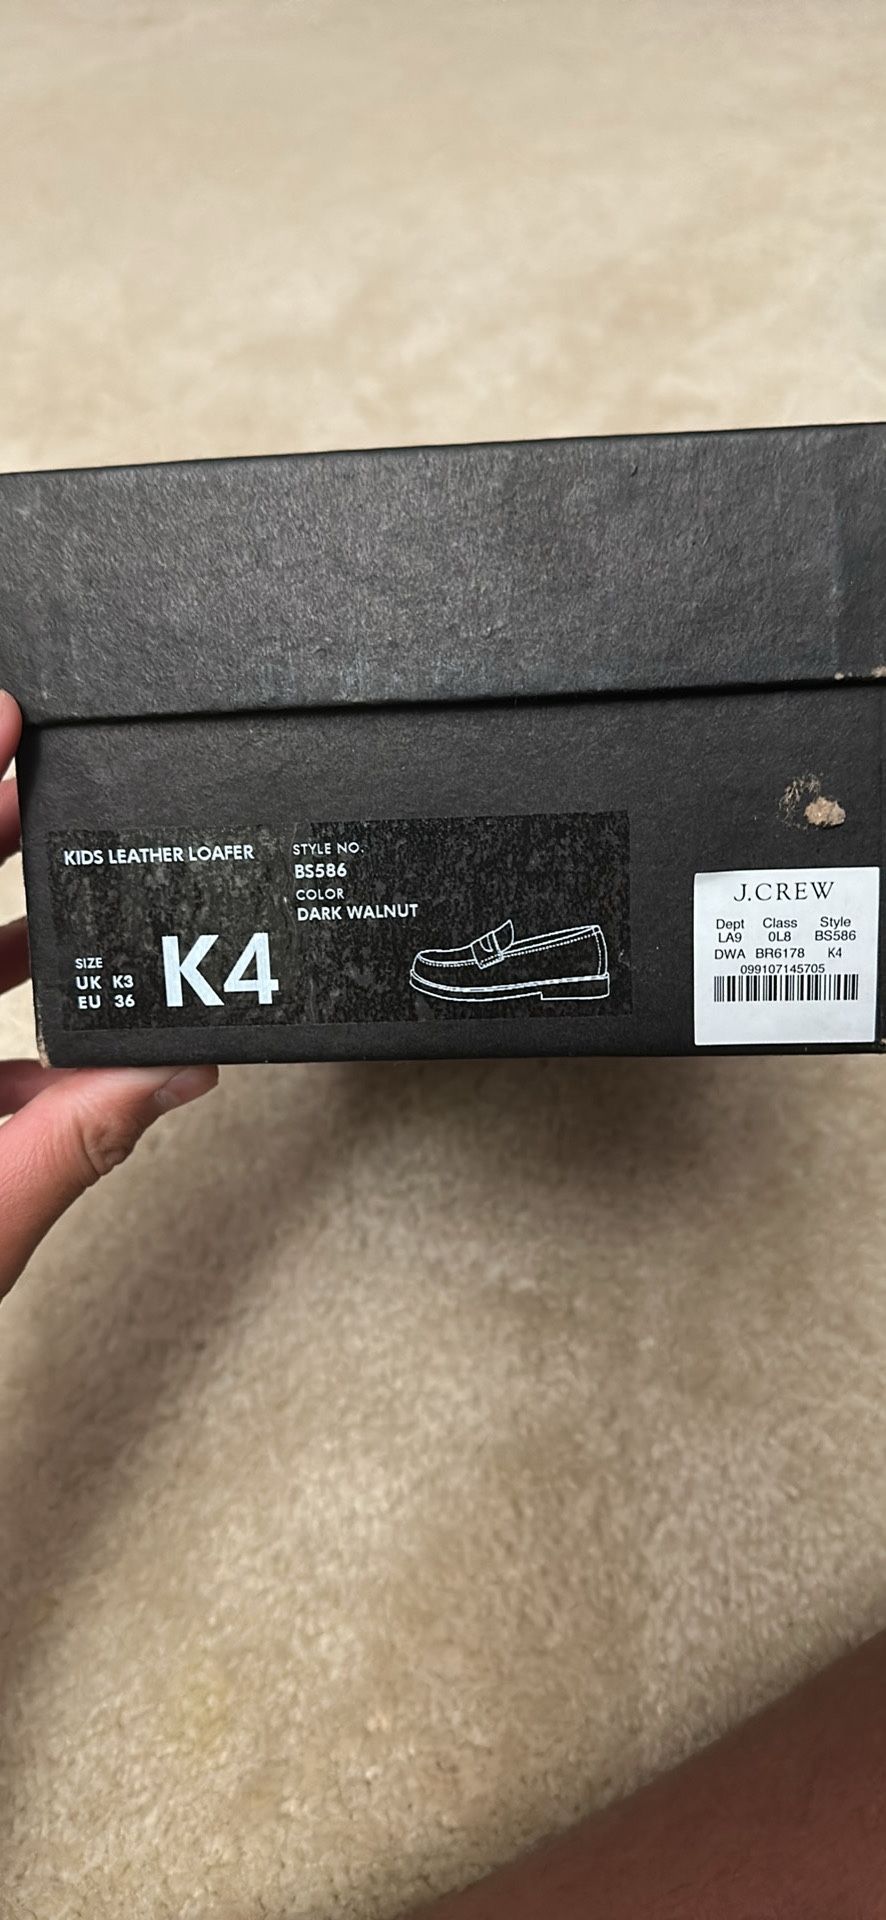 KIDS LEATHER LOAFER
STYLE NO.
BS586
COLOR
DARK WALNUT
SIZE
UK K3
EU 36
K4
J.CREW
Dept Class Style
LA9 0L8 BS586
DWA BR6178 K4
099107145705